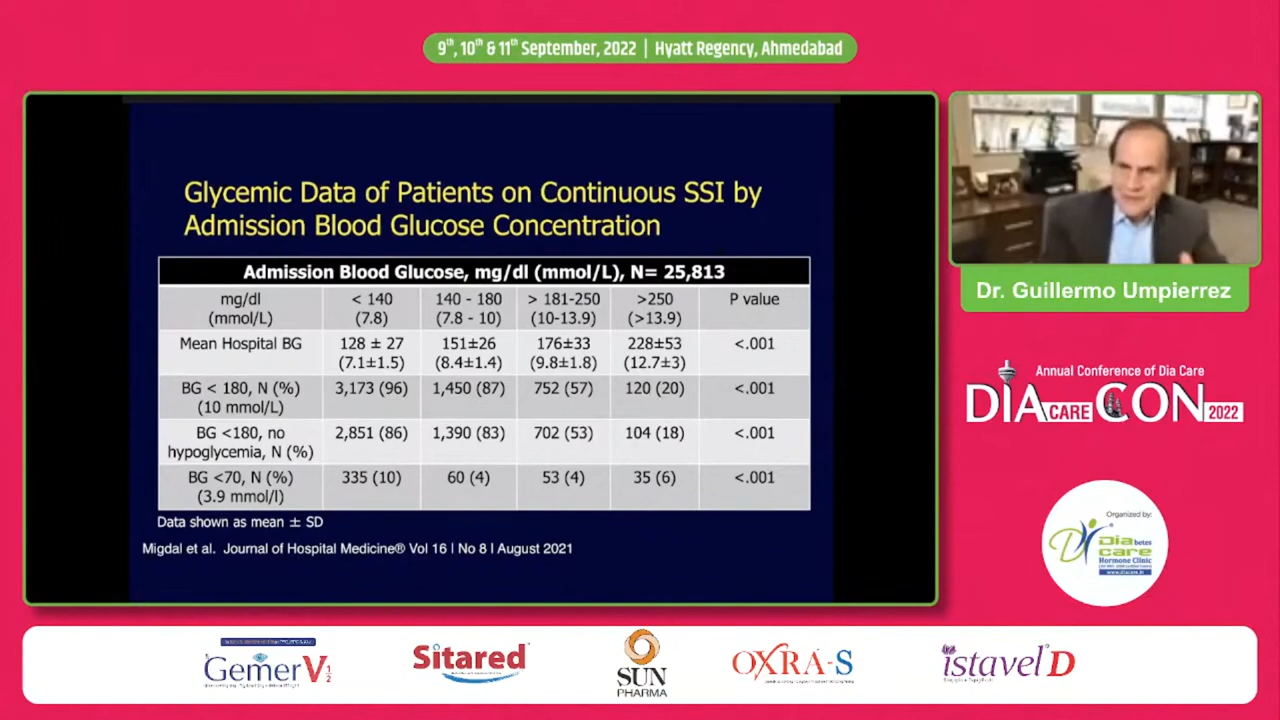 9th, 10th & 11th September, 2022 | Hyatt Regency, Ahmedabad
Glycemic Data of Patients on Continuous SSI by
Admission Blood Glucose Concentration
Admission Blood Glucose, mg/dl (mmol/L), N= 25,813
mg/dl (mmol/L) < 140 (7.8) 140 - 180 (7.8 - 10) > 181-250 (10-13.9) >250 (>13.9) P value
Mean Hospital BG 128 ± 27 (7.1±1.5) 151±26 (8.4±1.4) 176±33 (9.8±1.8) 228±53 (12.7±3) <.001
BG < 180, N (%) (10 mmol/L) 3,173 (96) 1,450 (87) 752 (57) 120 (20) <.001
BG <180, no hypoglycemia, N (%) 2,851 (86) 1,390 (83) 702 (53) 104 (18) <.001
BG <70, N (%) (3.9 mmol/l) 335 (10) 60 (4) 53 (4) 35 (6) <.001
Data shown as mean ± SD
Migdal et al. Journal of Hospital Medicine® Vol 16 l No 8 l August 2021
Dr. Guillermo Umpierrez
Annual Conference of Dia Care
DIA CARE CON 2022
Organized by:
Diabetes
care
Hormone Clinic
www.diacare.in
Gemer V 1/2
Sitared
SUN
PHARMA
OXRA-S
istavel D